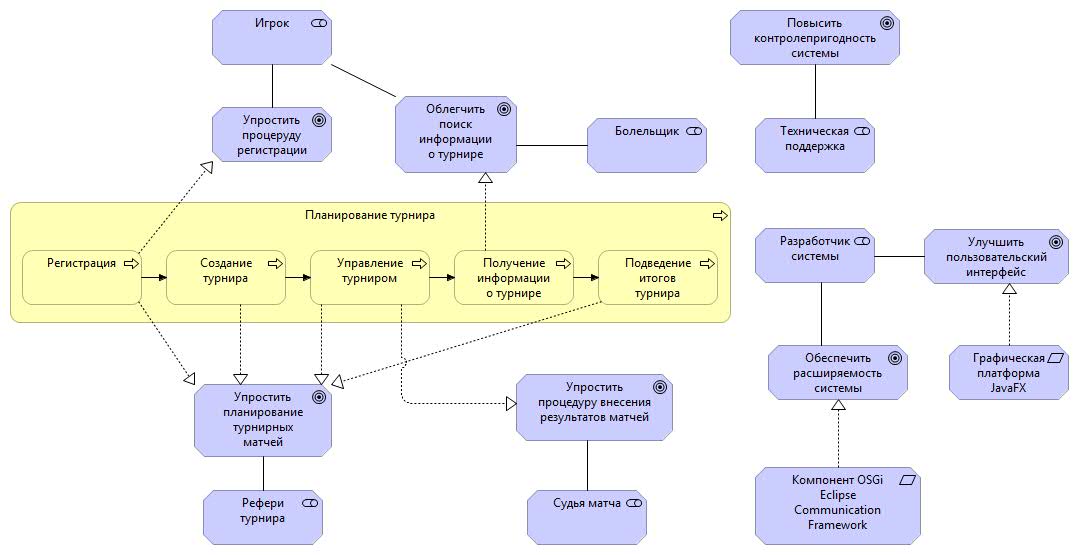 Игрок
Повысить
контролепригодность
системы
Упростить
процеруду
регистрации
Облегчить
поиск
информации
о турнире
Болельщик
Техническая
поддержка
Планирование турнира
Регистрация
Создание
турнира
Управление
турниром
Получение
информации
о турнире
Подведение
итогов
турнира
Разработчик
системы
Улучшить
пользовательский
интерфейс
Обеспечить
расширяемость
системы
Графическая
платформа
JavaFX
Упростить
планирование
турнирных
матчей
Упростить
процедуру внесения
результатов матчей
Рефери
турнира
Судья матча
Компонент OSGi
Eclipse
Communication
Framework